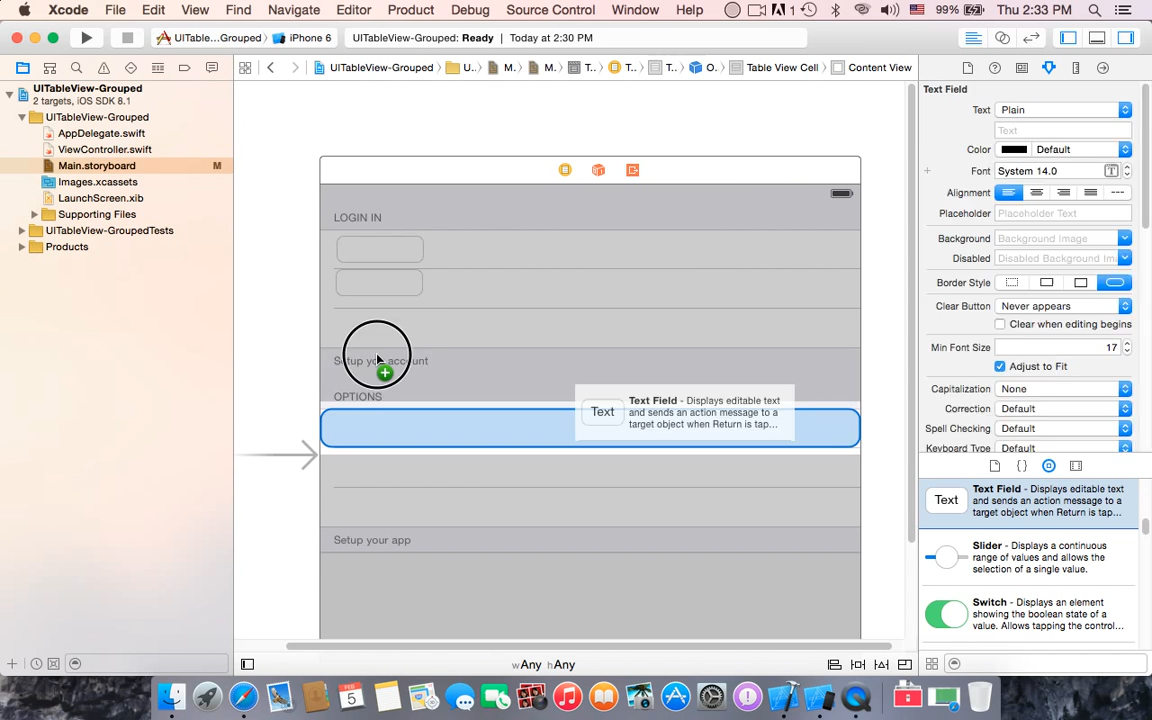 Xcode File Edit View Find Navigate Editor Product Debug Source Control Window Help 1 99% Thu 2:33 PM
UITable...Grouped iPhone 6 UITableView-Grouped: Ready Today at 2:30 PM
UITableView-Grouped U... M... M... T... T... T... O... Table View Cell Content View
UITableView-Grouped
2 targets, iOS SDK 8.1
UITableView-Grouped
AppDelegate.swift
ViewController.swift
Main.storyboard M
Images.xcassets
LaunchScreen.xib
Supporting Files
UITableView-GroupedTests
Products
LOGIN IN
Setup your account
OPTIONS
Text
Text Field - Displays editable text
and sends an action message to a
target object when Return is tap...
Setup your app
wAny hAny
Text Field
Text Plain
Text
Color Default
Font System 14.0
Alignment
Placeholder Placeholder Text
Background Background Image
Disabled Disabled Background Im
Border Style
Clear Button Never appears
Clear when editing begins
Min Font Size 17
Adjust to Fit
Capitalization None
Correction Default
Spell Checking Default
Keyboard Type Default
Text
Text Field - Displays editable text
and sends an action message to a
target object when Return is tap...
Slider - Displays a continuous
range of values and allows the
selection of a single value.
Switch - Displays an element
showing the boolean state of a
value. Allows tapping the control...
FEB
5